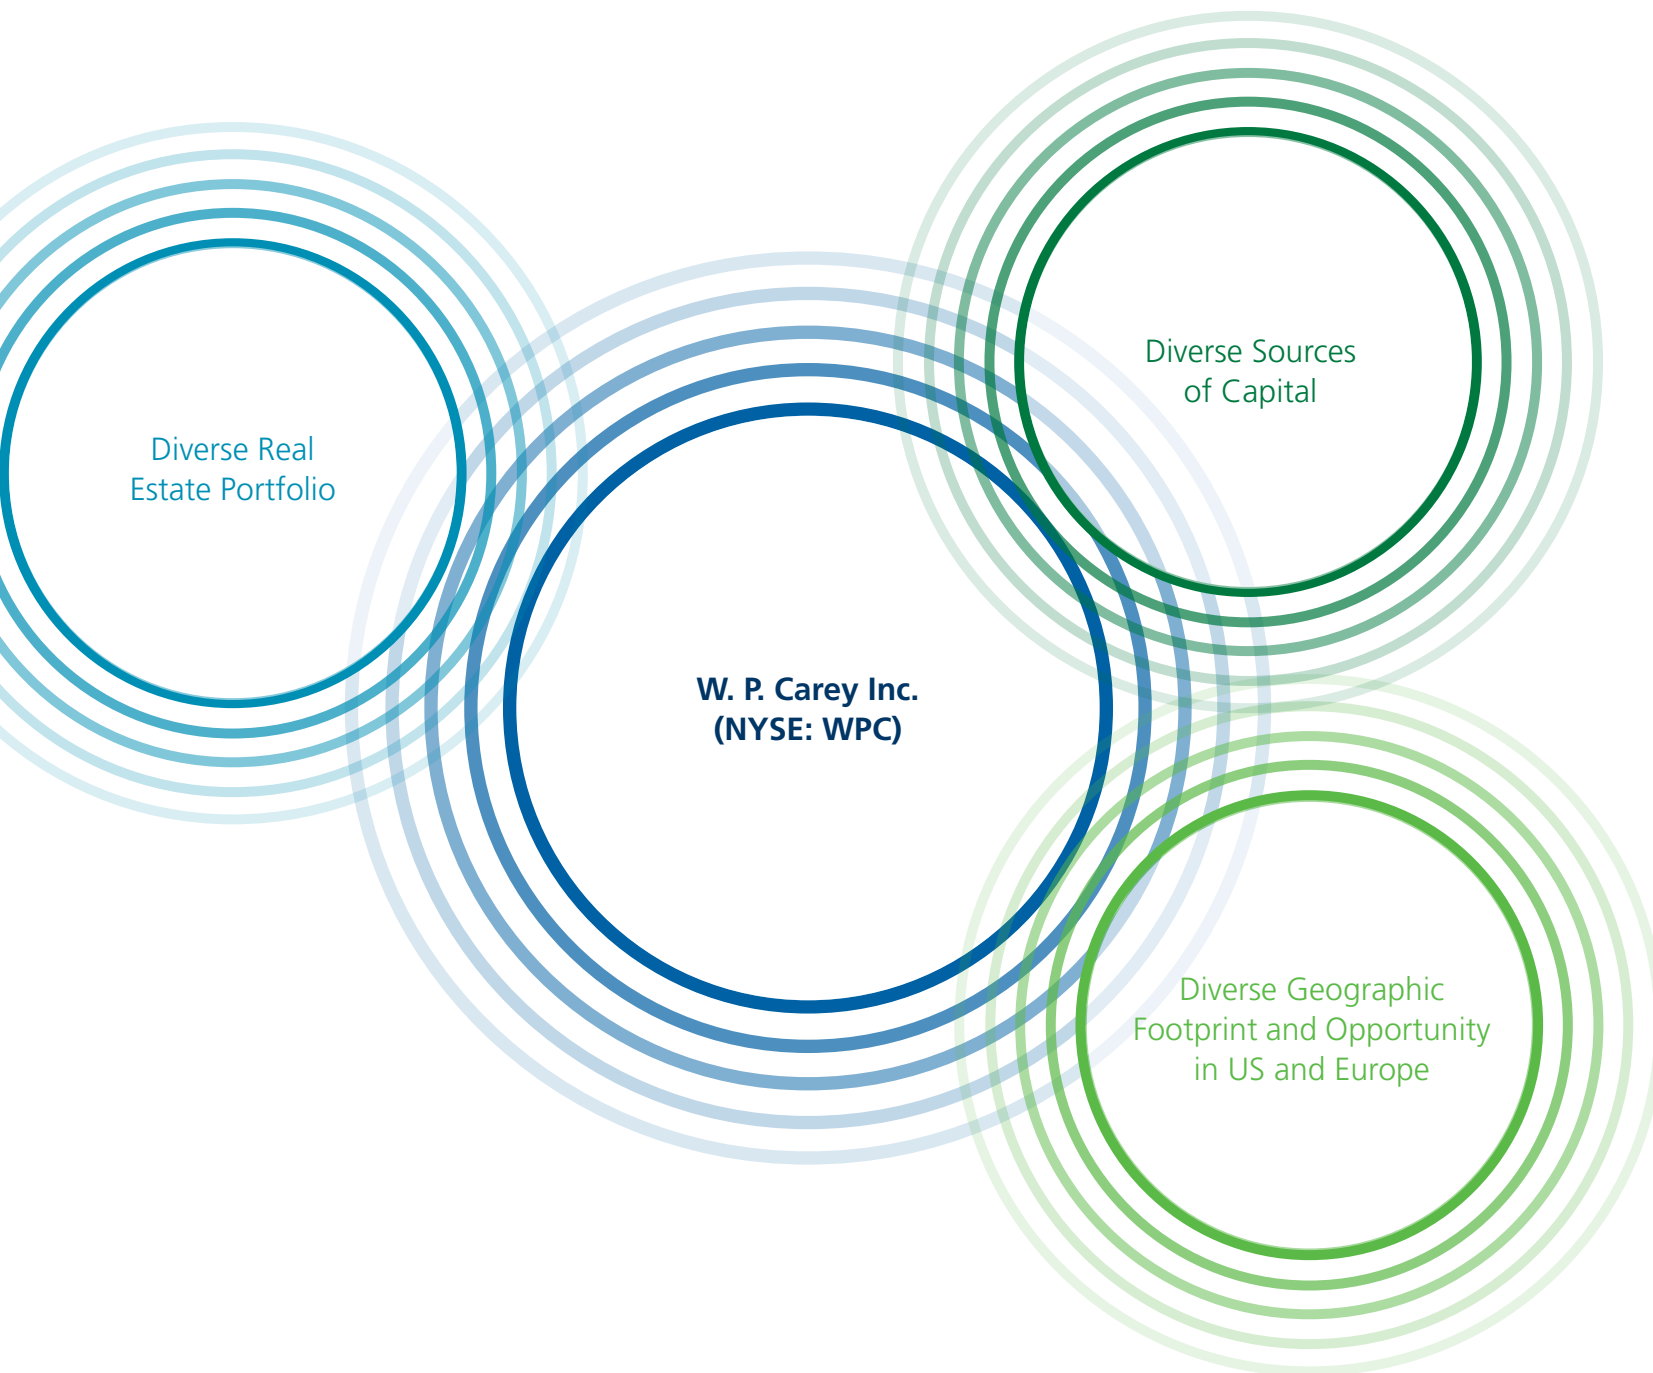 Diverse Sources
of Capital
Diverse Real
Estate Portfolio
W. P. Carey Inc.
(NYSE: WPC)
Diverse Geographic
Footprint and Opportunity
in US and Europe